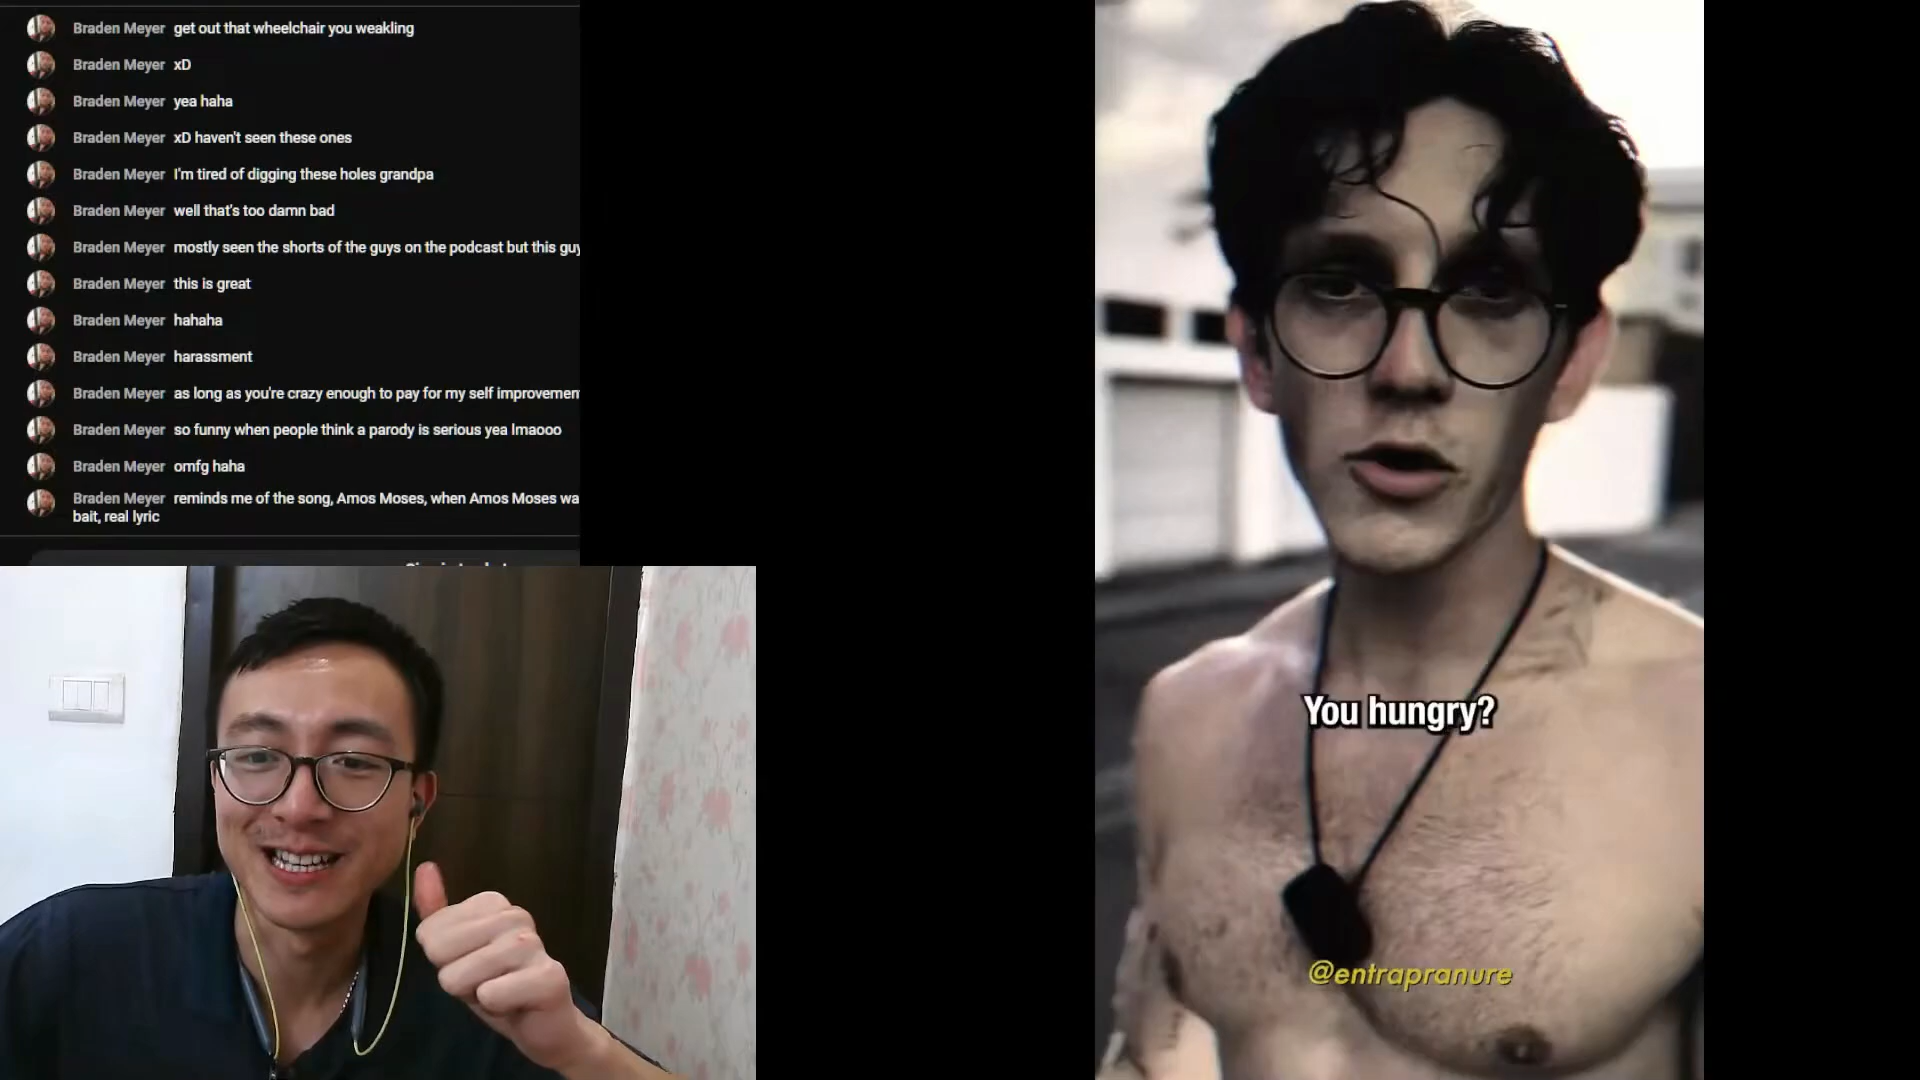 Braden Meyer get out that wheelchair you weakling
Braden Meyer xD
Braden Meyer yea haha
Braden Meyer xD haven't seen these ones
Braden Meyer I'm tired of digging these holes grandpa
Braden Meyer well that's too damn bad
Braden Meyer mostly seen the shorts of the guys on the podcast but this guy
Braden Meyer this is great
Braden Meyer hahaha
Braden Meyer harassment
Braden Meyer as long as you're crazy enough to pay for my self improvemen
Braden Meyer so funny when people think a parody is serious yea lmaooo
Braden Meyer omfg haha
Braden Meyer reminds me of the song, Amos Moses, when Amos Moses wa
bait, real lyric
You hungry?
@entrapranure